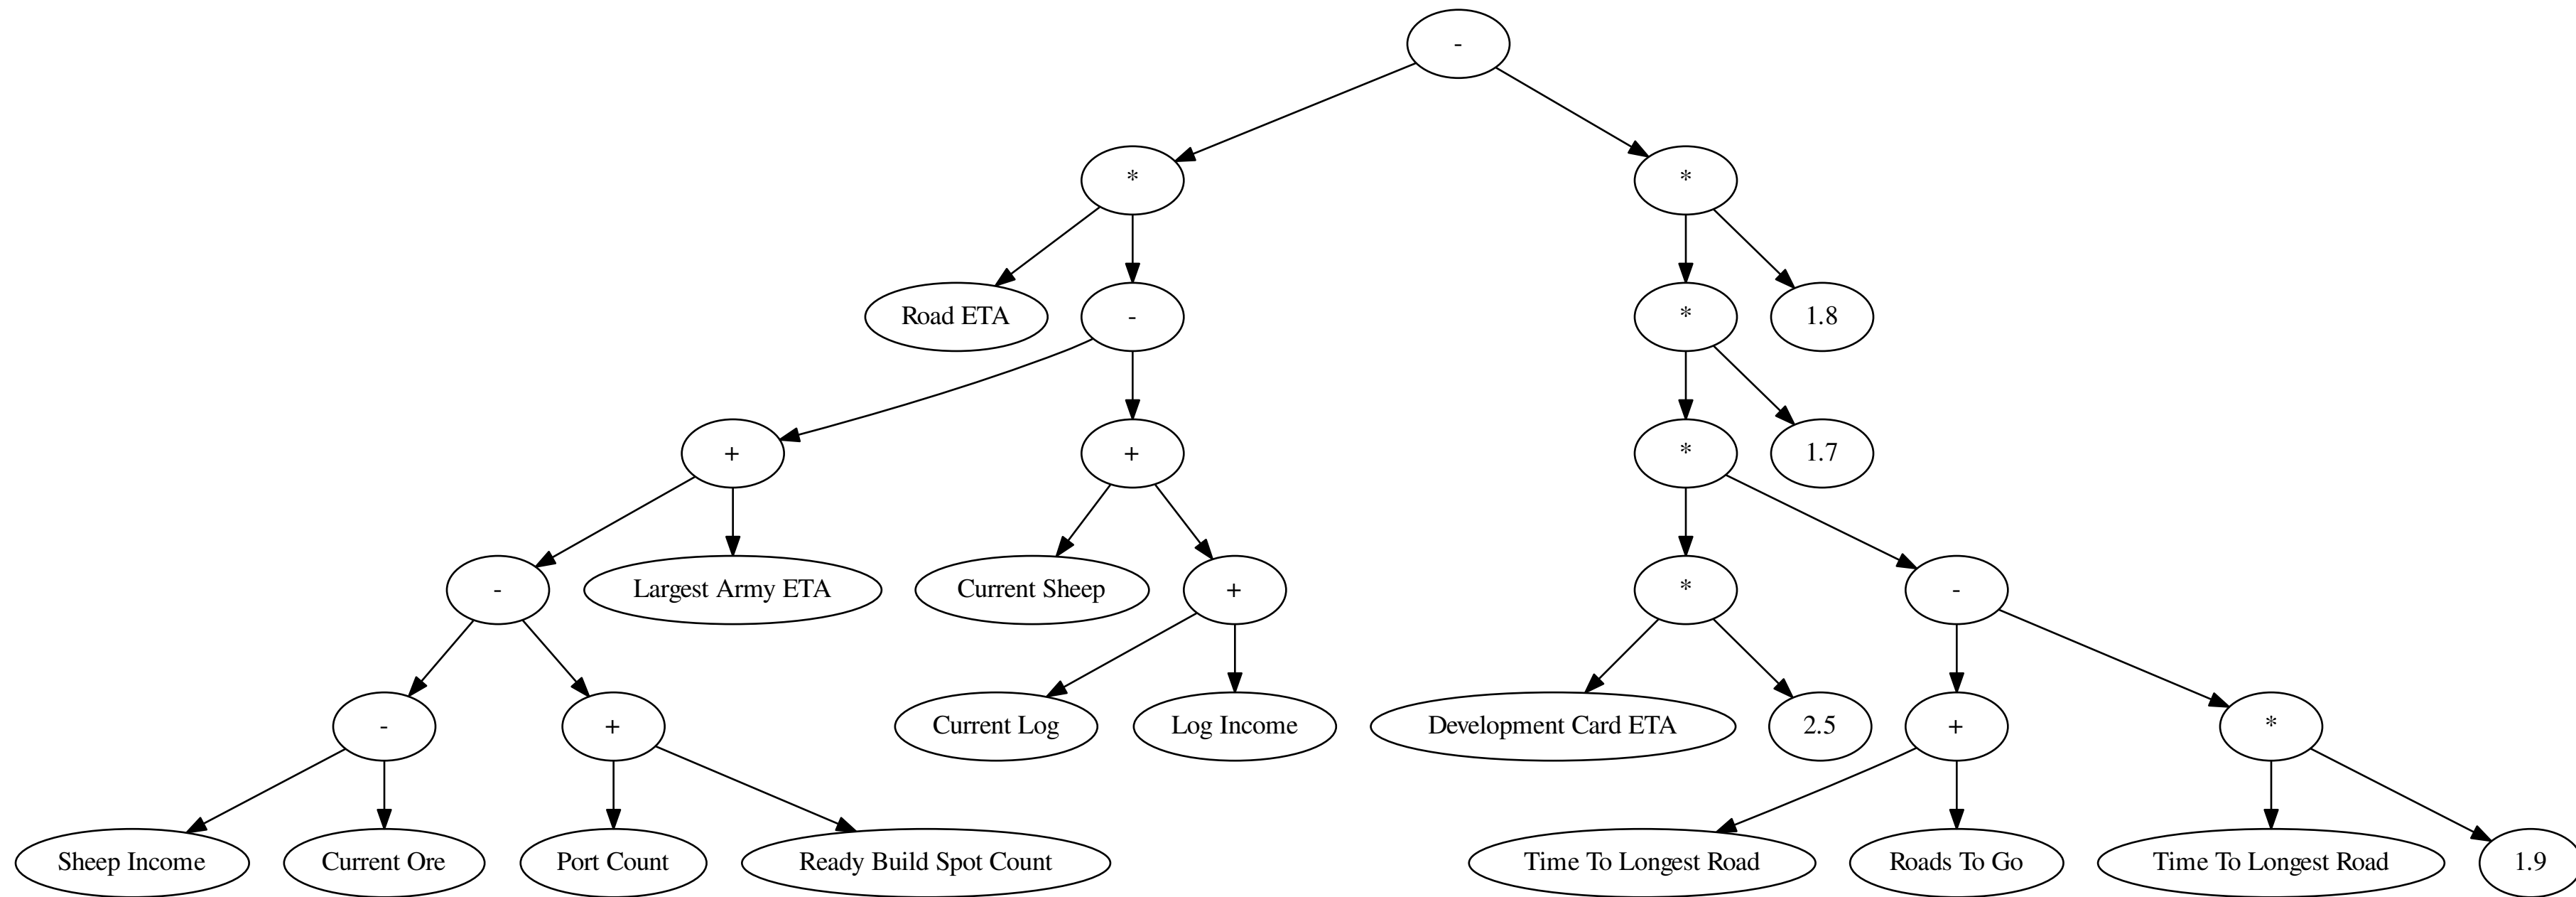 -
* *
Road ETA - * 1.8
+ + * 1.7
- Largest Army ETA Current Sheep + * -
- + Current Log Log Income Development Card ETA 2.5 + *
Sheep Income Current Ore Port Count Ready Build Spot Count Time To Longest Road Roads To Go Time To Longest Road 1.9